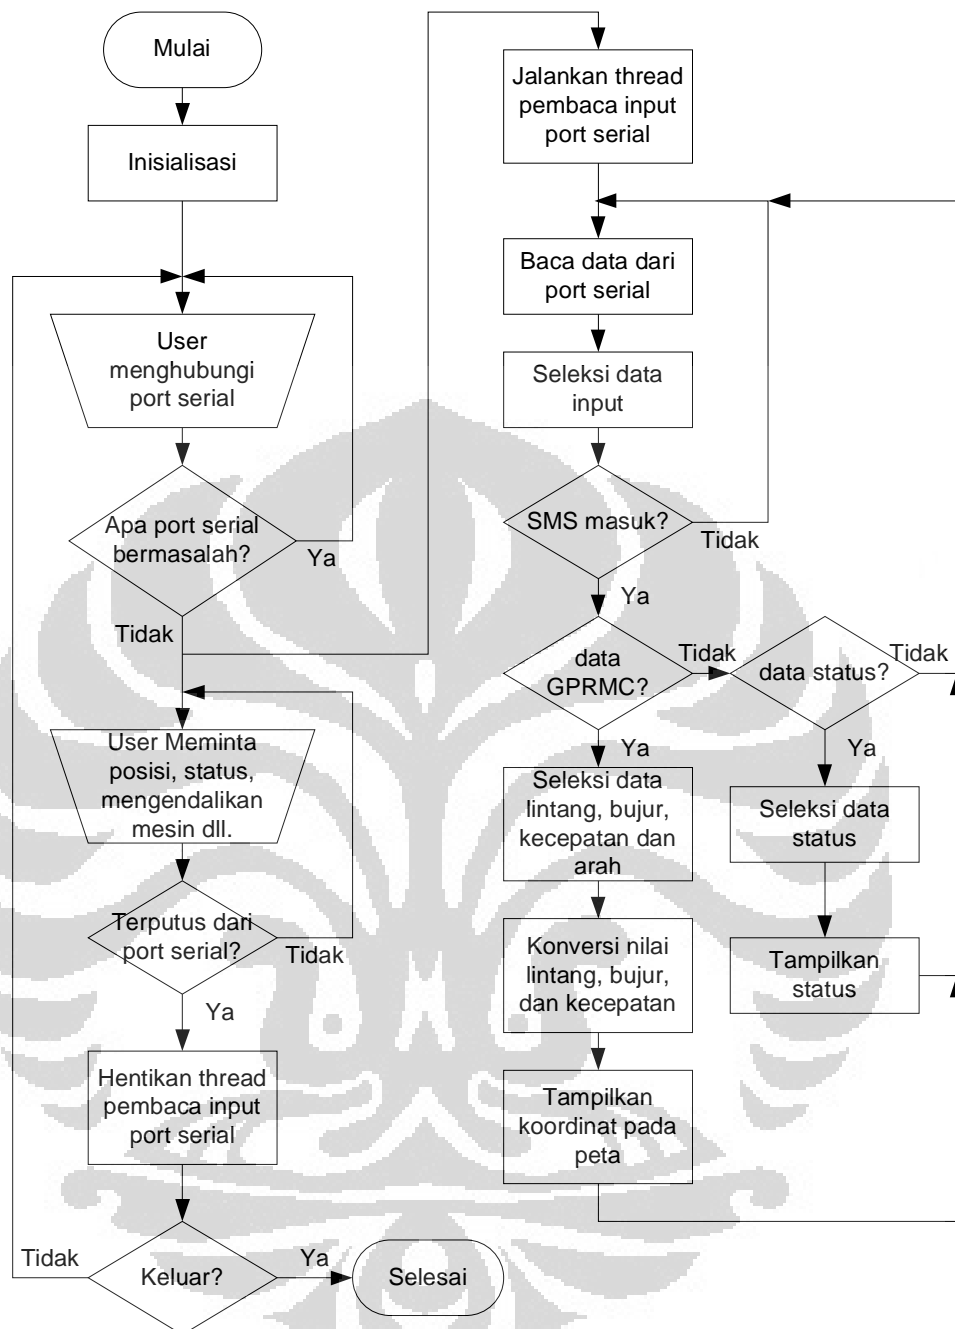 Mulai
Inisialisasi
User
menghubungi
port serial
Apa port serial
bermasalah?
Ya
Tidak
User Meminta
posisi, status,
mengendalikan
mesin dll.
Terputus dari
port serial?
Tidak
Ya
Hentikan thread
pembaca input
port serial
Keluar?
Tidak
Ya
Selesai
Jalankan thread
pembaca input
port serial
Baca data dari
port serial
Seleksi data
input
SMS masuk?
Tidak
Ya
data
GPRMC?
Tidak
Ya
data status?
Tidak
Ya
Seleksi data
lintang, bujur,
kecepatan dan
arah
Konversi nilai
lintang, bujur,
dan kecepatan
Tampilkan
koordinat pada
peta
Seleksi data
status
Tampilkan
status